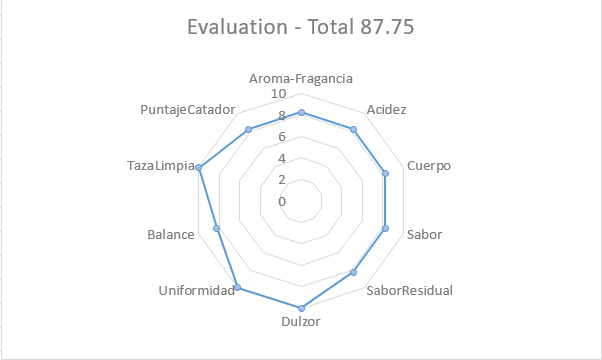 Evaluation - Total 87.75
Aroma-Fragancia
10
PuntajeCatador
8
Acidez
6
TazaLimpia
4
Cuerpo
2
0
Balance
Sabor
Uniformidad
SaborResidual
Dulzor